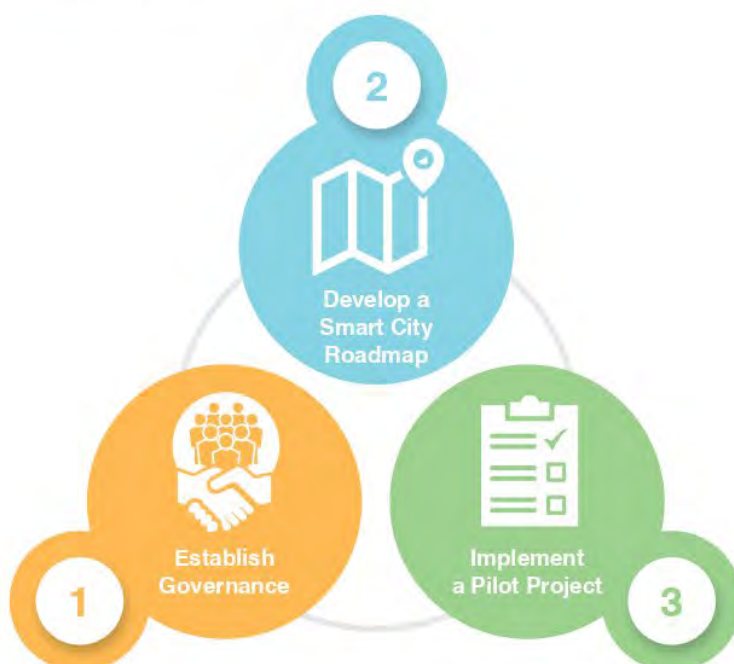 2
Develop a
Smart City
Roadmap
Establish
Governance
1
Implement
a Pilot Project
3